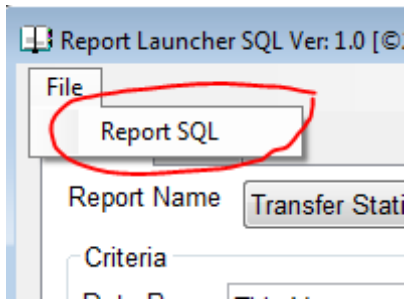 Report Launcher SQL Ver: 1.0 [©
File
Report SQL
Report Name
Transfer Stati
Criteria